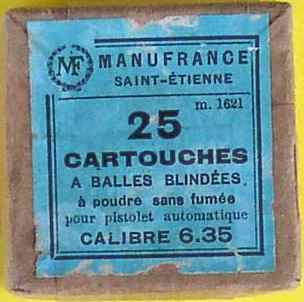 MF MANUFRANCE
SAINT-ÉTIENNE
m. 1621
25
CARTOUCHES
A BALLES BLINDÉES,
à poudre sans fumée
pour pistolet automatique
CALIBRE 6.35